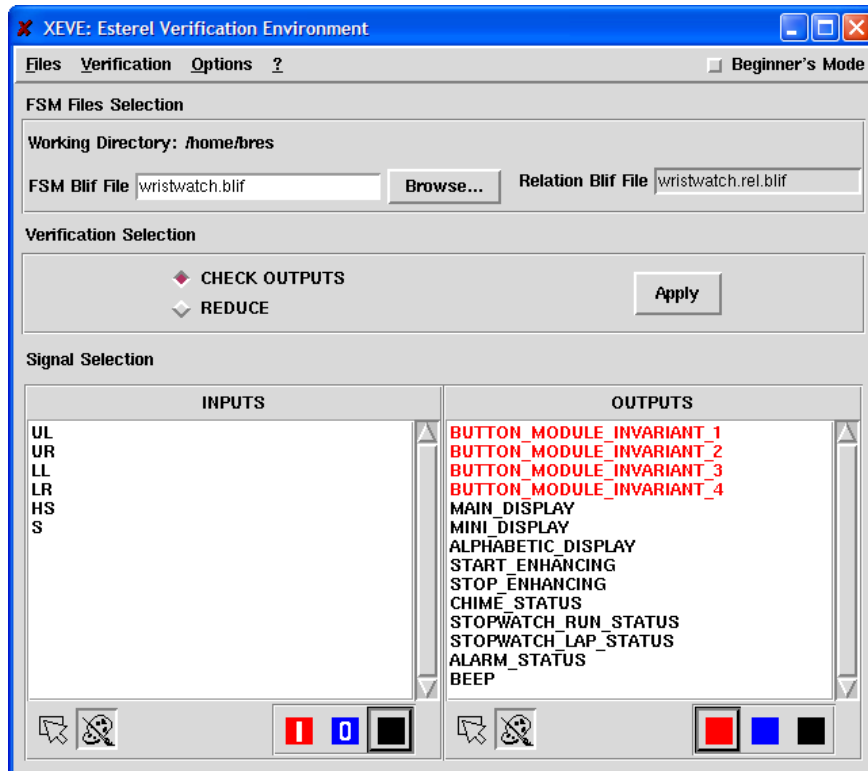 XEVE: Esterel Verification Environment
Files Verification Options ? Beginner's Mode
FSM Files Selection
Working Directory: /home/bres
FSM Blif File wristwatch.blif Browse... Relation Blif File wristwatch.rel.blif
Verification Selection
CHECK OUTPUTS
REDUCE
Apply
Signal Selection
INPUTS
UL
UR
LL
LR
HS
S
I 0
OUTPUTS
BUTTON_MODULE_INVARIANT_1
BUTTON_MODULE_INVARIANT_2
BUTTON_MODULE_INVARIANT_3
BUTTON_MODULE_INVARIANT_4
MAIN_DISPLAY
MINI_DISPLAY
ALPHABETIC_DISPLAY
START_ENHANCING
STOP_ENHANCING
CHIME_STATUS
STOPWATCH_RUN_STATUS
STOPWATCH_LAP_STATUS
ALARM_STATUS
BEEP